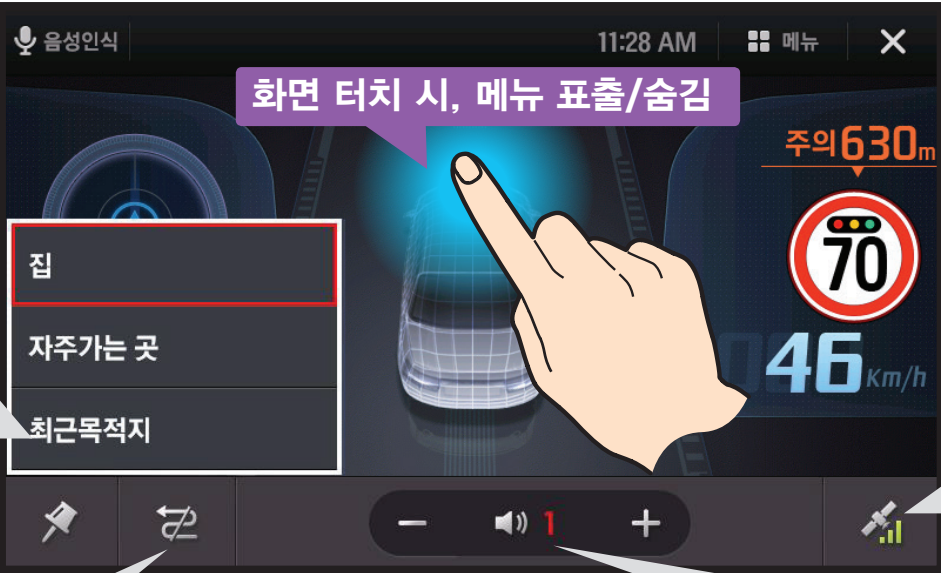 음성인식
11:28 AM
메뉴
화면 터치 시, 메뉴 표출/숨김
주의 630m
70
집
자주가는 곳
46 Km/h
최근목적지
− 1 +